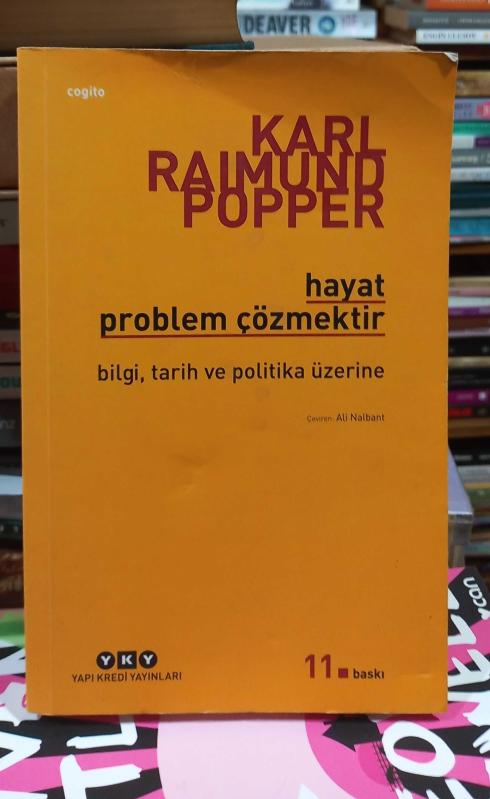 DEAVER
cogito
KARL
RAIMUND
POPPER
hayat
problem çözmektir
bilgi, tarih ve politika üzerine
Çeviren: Ali Nalbant
YKY
YAPI KREDİ YAYINLARI
11. baskı